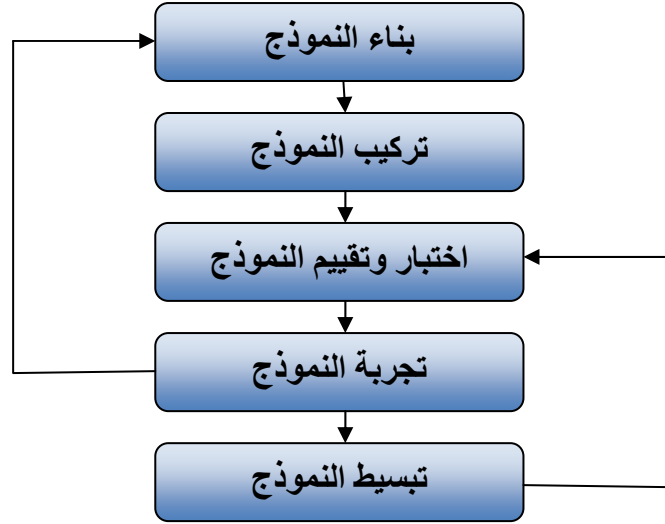 بناء النموذج
تركيب النموذج
اختبار وتقييم النموذج
تجربة النموذج
تبسيط النموذج